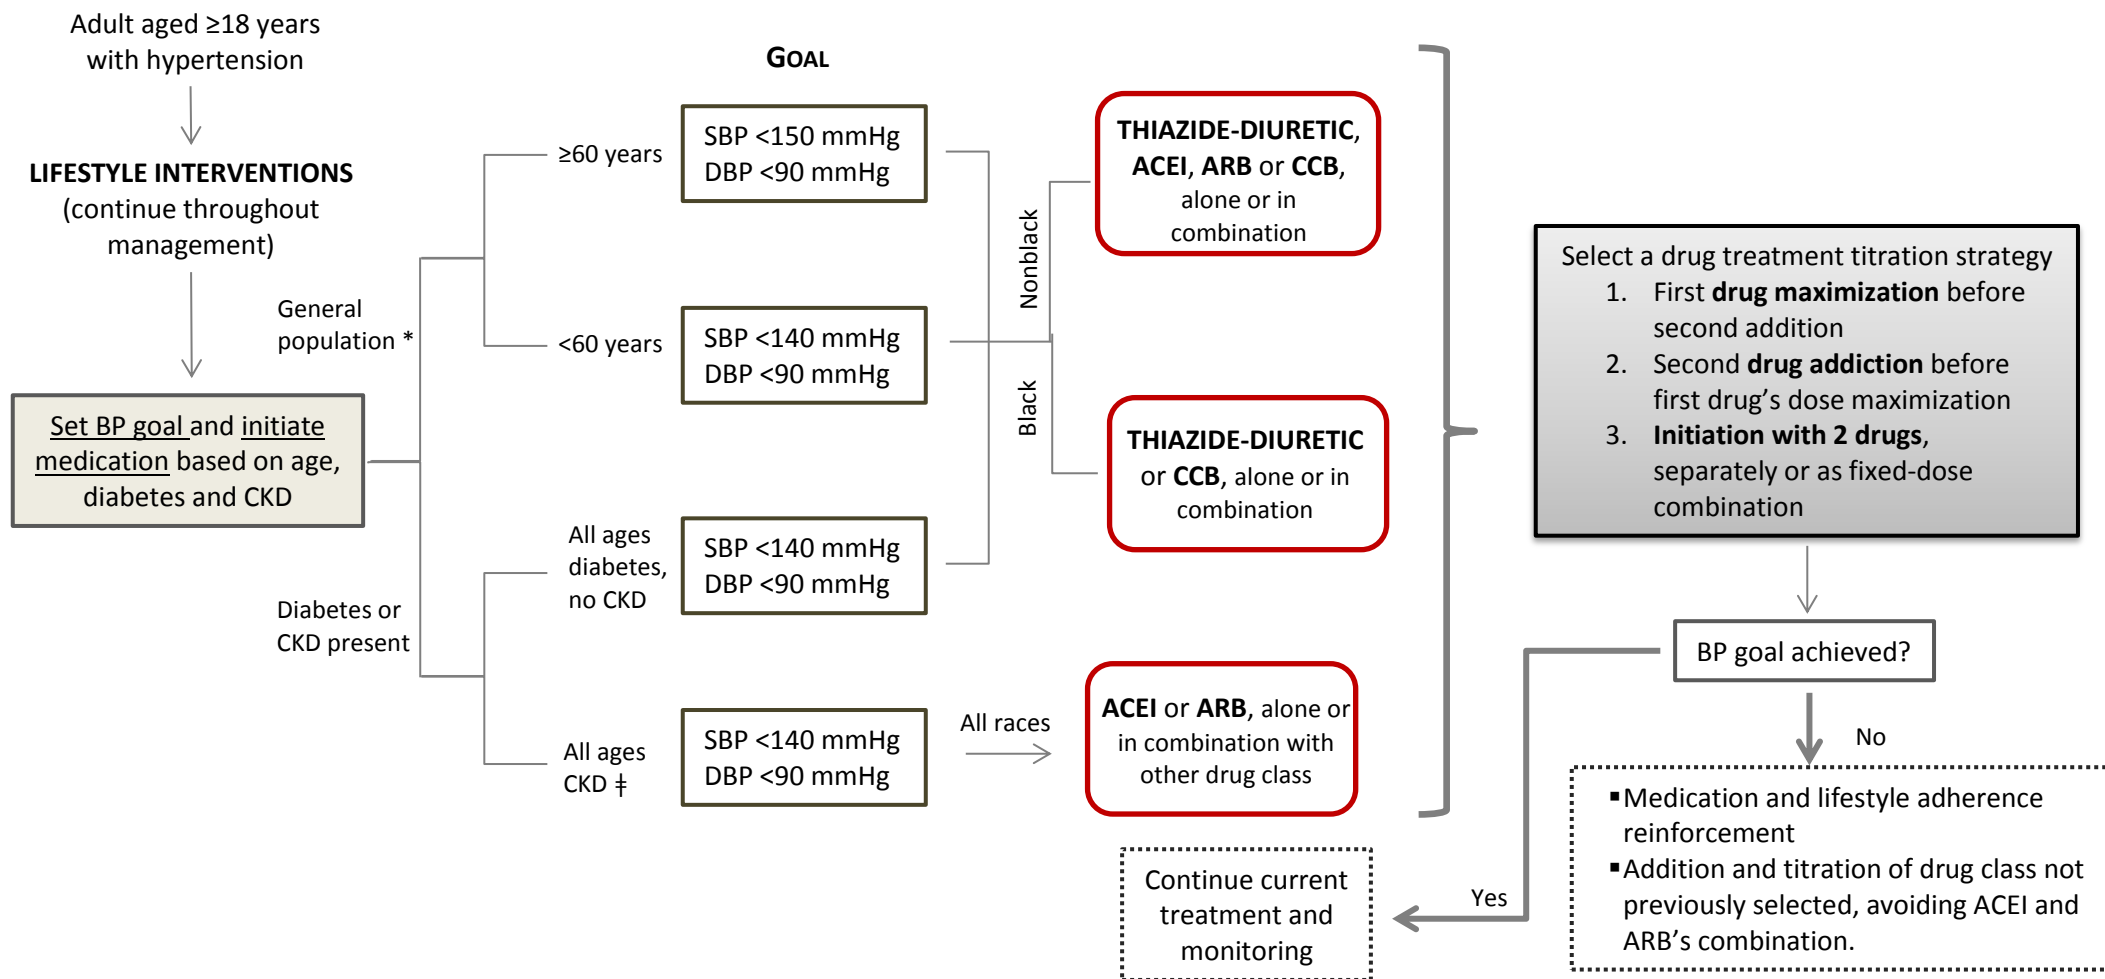 Adult aged ≥18 years
with hypertension
LIFESTYLE INTERVENTIONS
(continue throughout
management)
Set BP goal and initiate
medication based on age,
diabetes and CKD
General
population *
Diabetes or
CKD present
≥60 years
<60 years
All ages
diabetes,
no CKD
All ages
CKD ‡
GOAL
SBP <150 mmHg
DBP <90 mmHg
SBP <140 mmHg
DBP <90 mmHg
SBP <140 mmHg
DBP <90 mmHg
SBP <140 mmHg
DBP <90 mmHg
Nonblack
Black
All races
THIAZIDE-DIURETIC,
ACEI, ARB or CCB,
alone or in
combination
THIAZIDE-DIURETIC
or CCB, alone or in
combination
ACEI or ARB, alone or
in combination with
other drug class
Select a drug treatment titration strategy
1. First drug maximization before
second addition
2. Second drug addiction before
first drug’s dose maximization
3. Initiation with 2 drugs,
separately or as fixed-dose
combination
BP goal achieved?
No
▪Medication and lifestyle adherence
reinforcement
▪Addition and titration of drug class not
previously selected, avoiding ACEI and
ARB’s combination.
Yes
Continue current
treatment and
monitoring